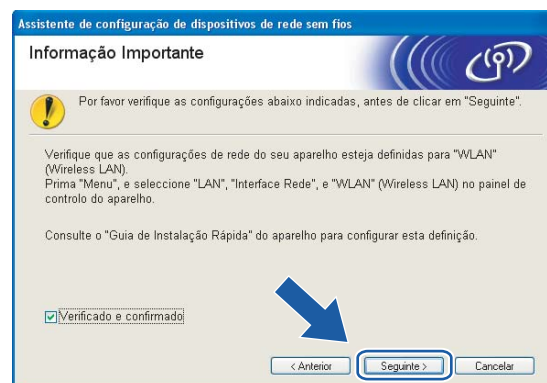 Assistente de configuração de dispositivos de rede sem fios
Informação Importante
Por favor verifique as configurações abaixo indicadas, antes de clicar em "Seguinte".
Verifique que as configurações de rede do seu aparelho esteja definidas para "WLAN"
(Wireless LAN).
Prima "Menu", e seleccione "LAN", "Interface Rede", e "WLAN" (Wireless LAN) no painel de
controlo do aparelho.
Consulte o "Guia de Instalação Rápida" do aparelho para configurar esta definição.
Verificado e confirmado
< Anterior
Seguinte >
Cancelar